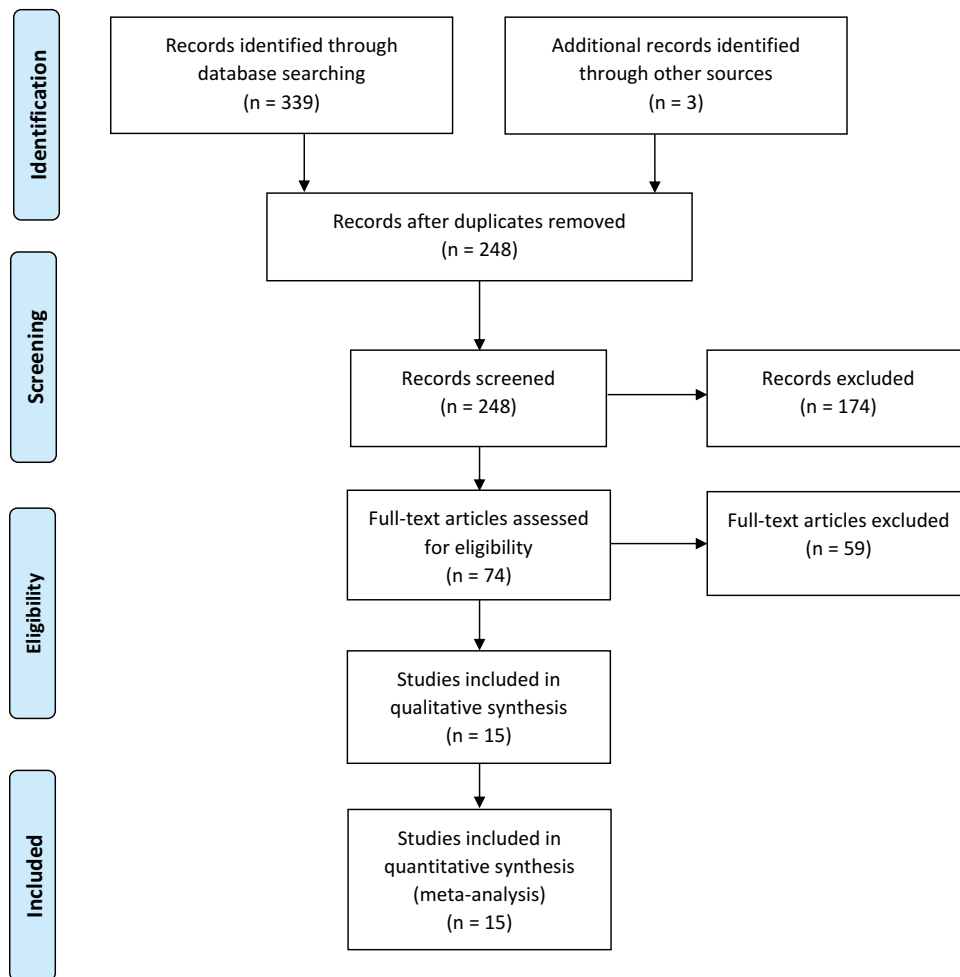 Identification
Records identified through
database searching
(n = 339)
Additional records identified
through other sources
(n = 3)
Records after duplicates removed
(n = 248)
Screening
Records screened
(n = 248)
Records excluded
(n = 174)
Eligibility
Full-text articles assessed
for eligibility
(n = 74)
Full-text articles excluded
(n = 59)
Studies included in
qualitative synthesis
(n = 15)
Included
Studies included in
quantitative synthesis
(meta-analysis)
(n = 15)